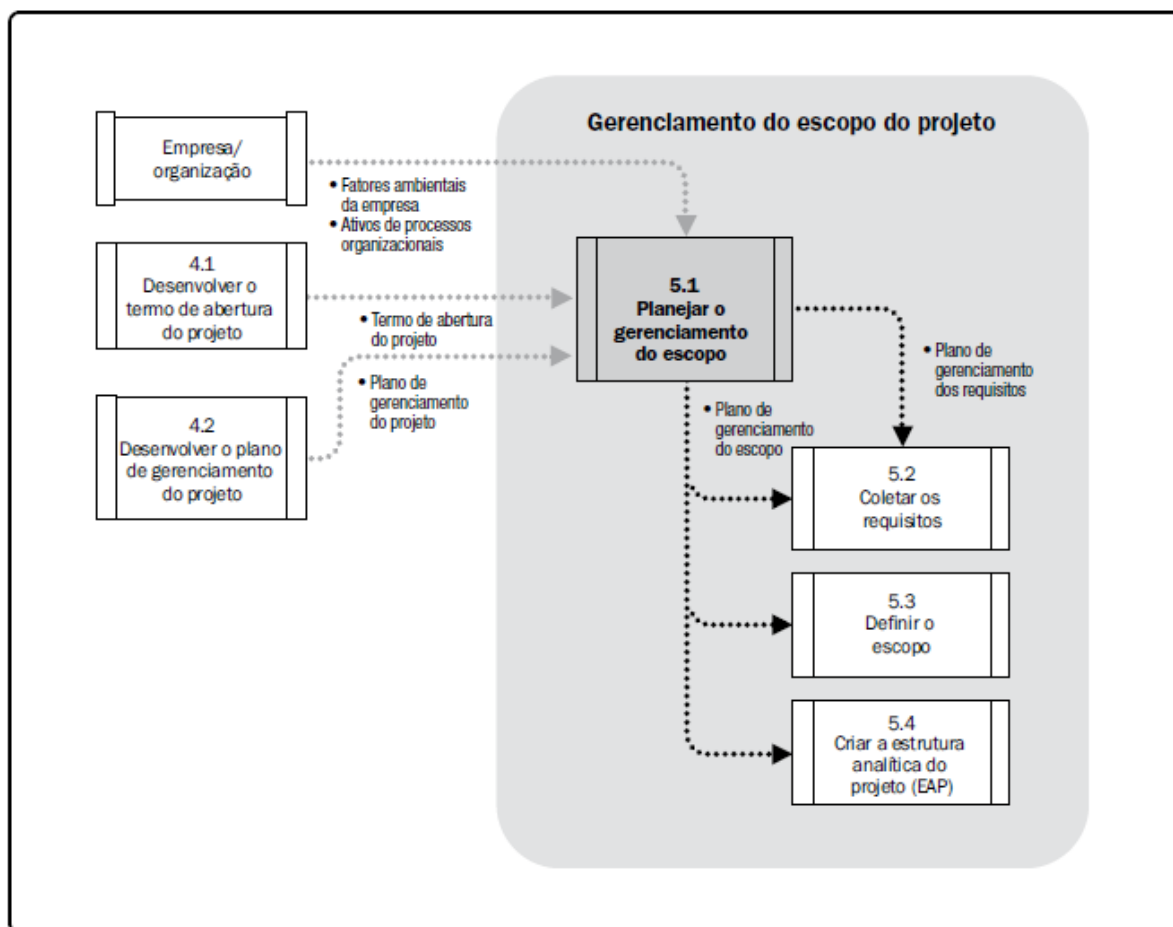 Gerenciamento do escopo do projeto
Empresa/
organização
• Fatores ambientais
da empresa
• Ativos de processos
organizacionais
4.1
Desenvolver o
termo de abertura
do projeto
• Termo de abertura
do projeto
4.2
Desenvolver o plano
de gerenciamento
do projeto
• Plano de
gerenciamento
do projeto
5.1
Planejar o
gerenciamento
do escopo
• Plano de
gerenciamento
do escopo
• Plano de
gerenciamento
dos requisitos
5.2
Coletar os
requisitos
5.3
Definir o
escopo
5.4
Criar a estrutura
analítica do
projeto (EAP)